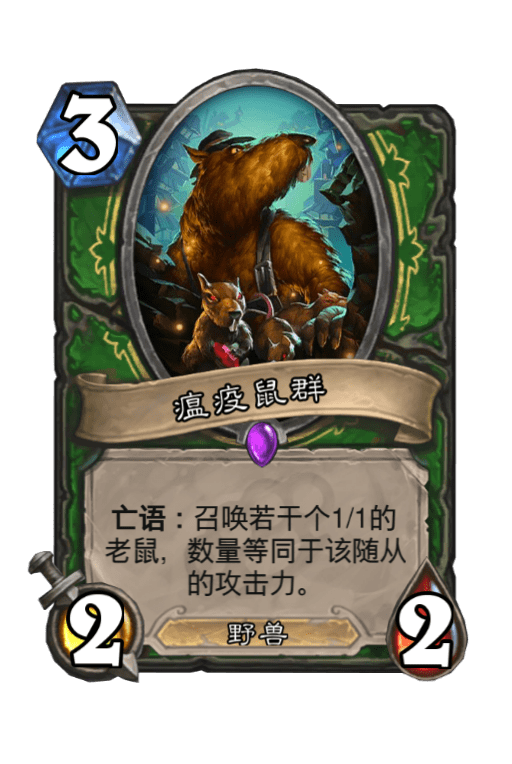 3
瘟疫鼠群
亡语：召唤若干个1/1的
老鼠，数量等同于该随从
的攻击力。
2
野兽
2